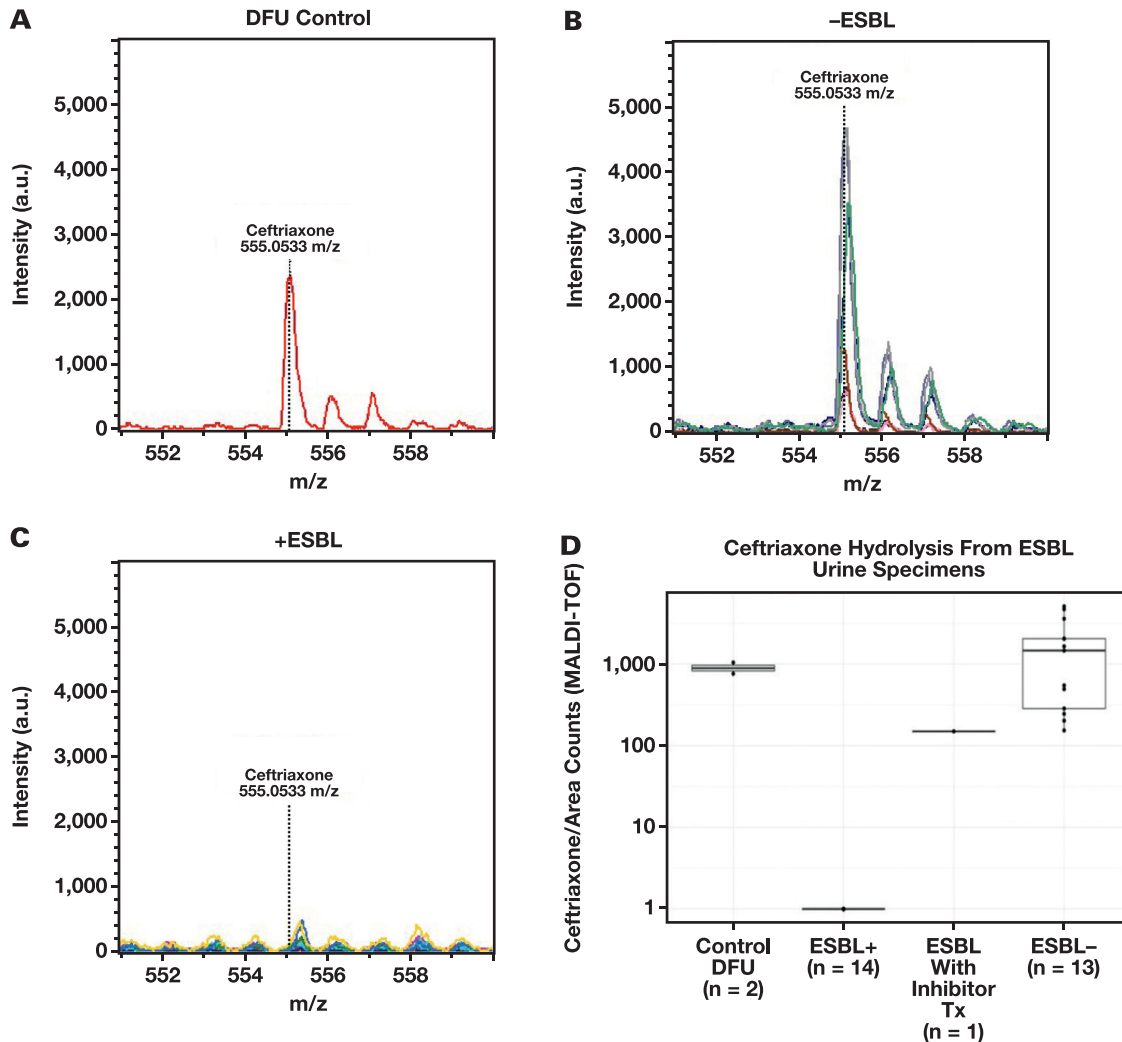 A
DFU Control
Intensity (a.u.)
5,000
4,000
3,000
2,000
1,000
0
Ceftriaxone
555.0533 m/z
552 554 556 558
m/z
B
–ESBL
Intensity (a.u.)
5,000
4,000
3,000
2,000
1,000
0
Ceftriaxone
555.0533 m/z
552 554 556 558
m/z
C
+ESBL
Intensity (a.u.)
5,000
4,000
3,000
2,000
1,000
0
Ceftriaxone
555.0533 m/z
552 554 556 558
m/z
D
Ceftriaxone Hydrolysis From ESBL
Urine Specimens
Ceftriaxone/Area Counts (MALDI-TOF)
1,000
100
10
1
Control
DFU
(n = 2)
ESBL+
(n = 14)
ESBL
With
Inhibitor
Tx
(n = 1)
ESBL–
(n = 13)